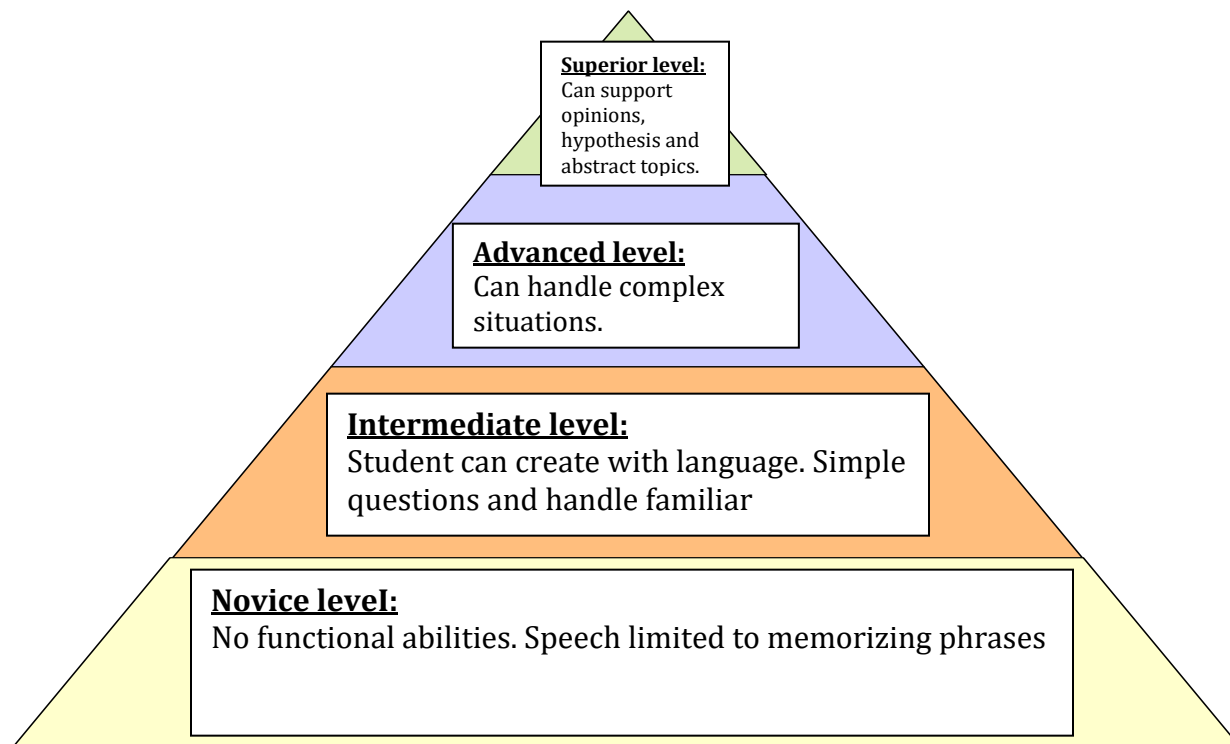 Superior level:
Can support
opinions,
hypothesis and
abstract topics.
Advanced level:
Can handle complex
situations.
Intermediate level:
Student can create with language. Simple
questions and handle familiar
Novice leveI:
No functional abilities. Speech limited to memorizing phrases